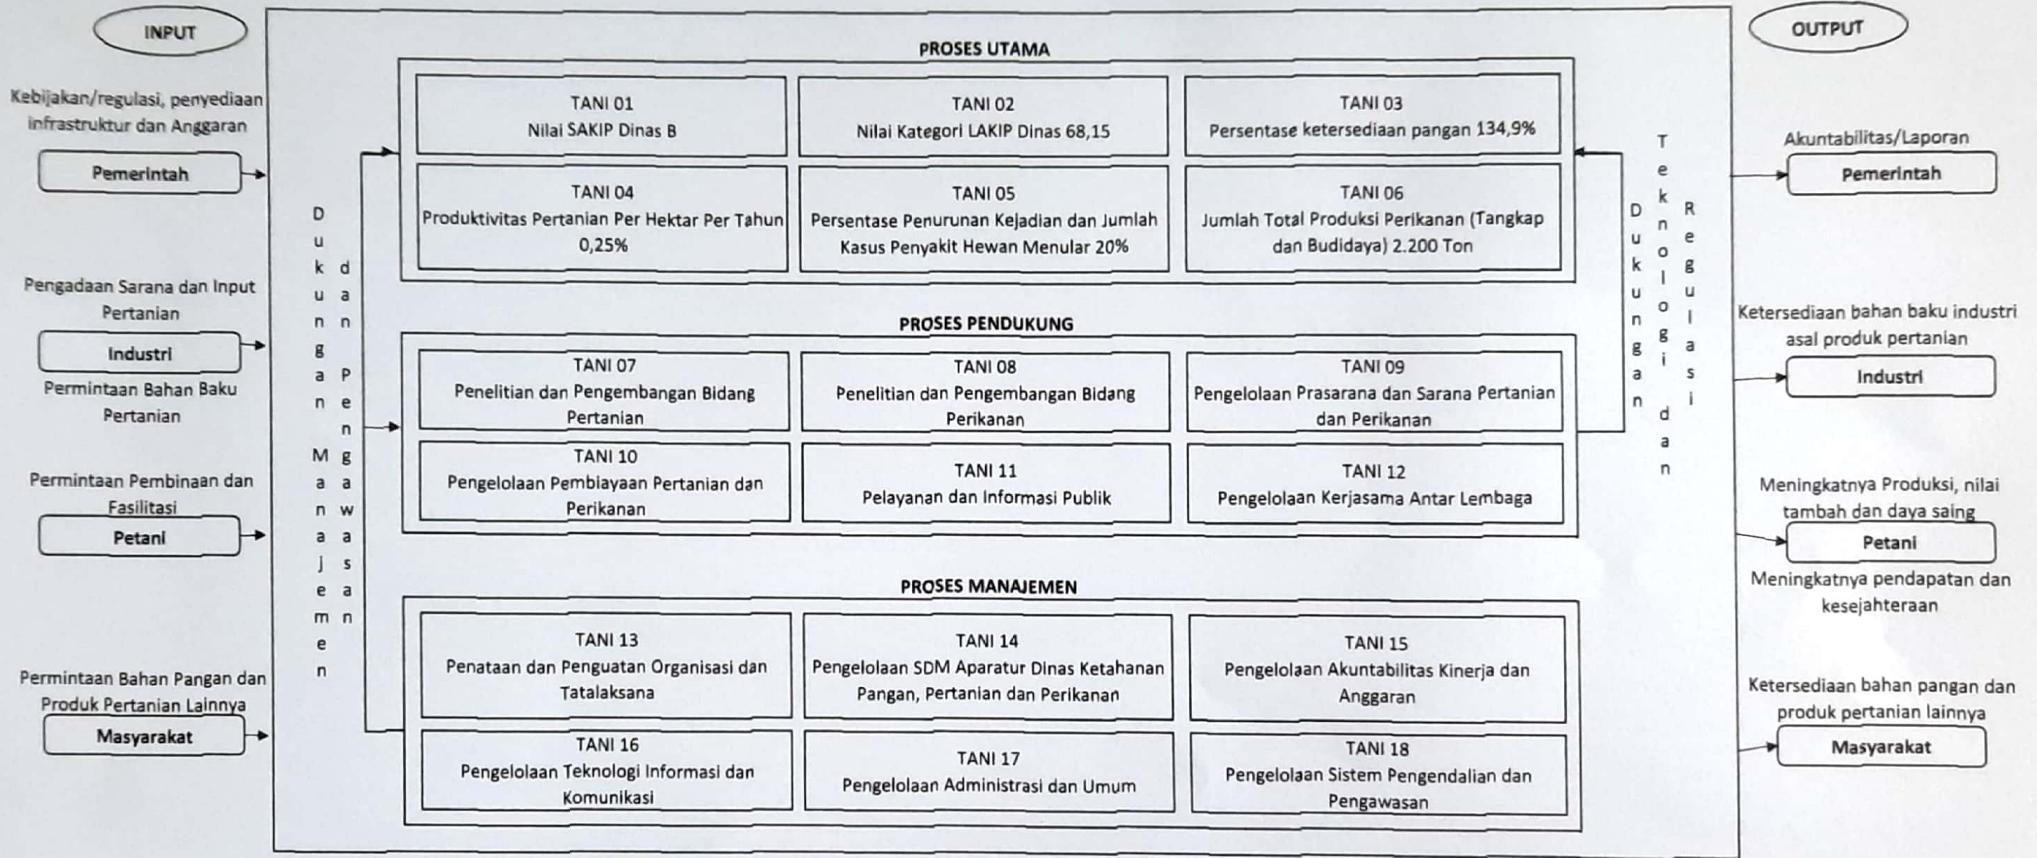 INPUT
Kebijakan/regulasi, penyediaan
infrastruktur dan Anggaran
Pemerintah
Pengadaan Sarana dan Input
Pertanian
Industri
Permintaan Bahan Baku
Pertanian
Permintaan Pembinaan dan
Fasilitasi
Petani
Permintaan Bahan Pangan dan
Produk Pertanian Lainnya
Masyarakat
Dukungan Manajemen
dan Pengawasan
PROSES UTAMA
TANI 01
Nilai SAKIP Dinas B
TANI 02
Nilai Kategori LAKIP Dinas 68,15
TANI 03
Persentase ketersediaan pangan 134,9%
TANI 04
Produktivitas Pertanian Per Hektar Per Tahun
0,25%
TANI 05
Persentase Penurunan Kejadian dan Jumlah
Kasus Penyakit Hewan Menular 20%
TANI 06
Jumlah Total Produksi Perikanan (Tangkap
dan Budidaya) 2.200 Ton
PROSES PENDUKUNG
TANI 07
Penelitian dan Pengembangan Bidang
Pertanian
TANI 08
Penelitian dan Pengembangan Bidang
Perikanan
TANI 09
Pengelolaan Prasarana dan Sarana Pertanian
dan Perikanan
TANI 10
Pengelolaan Pembiayaan Pertanian dan
Perikanan
TANI 11
Pelayanan dan Informasi Publik
TANI 12
Pengelolaan Kerjasama Antar Lembaga
PROSES MANAJEMEN
TANI 13
Penataan dan Penguatan Organisasi dan
Tatalaksana
TANI 14
Pengelolaan SDM Aparatur Dinas Ketahanan
Pangan, Pertanian dan Perikanan
TANI 15
Pengelolaan Akuntabilitas Kinerja dan
Anggaran
TANI 16
Pengelolaan Teknologi Informasi dan
Komunikasi
TANI 17
Pengelolaan Administrasi dan Umum
TANI 18
Pengelolaan Sistem Pengendalian dan
Pengawasan
Dukungan
Teknologi dan
Regulasi
OUTPUT
Akuntabilitas/Laporan
Pemerintah
Ketersediaan bahan baku industri
asal produk pertanian
Industri
Meningkatnya Produksi, nilai
tambah dan daya saing
Petani
Meningkatnya pendapatan dan
kesejahteraan
Ketersediaan bahan pangan dan
produk pertanian lainnya
Masyarakat